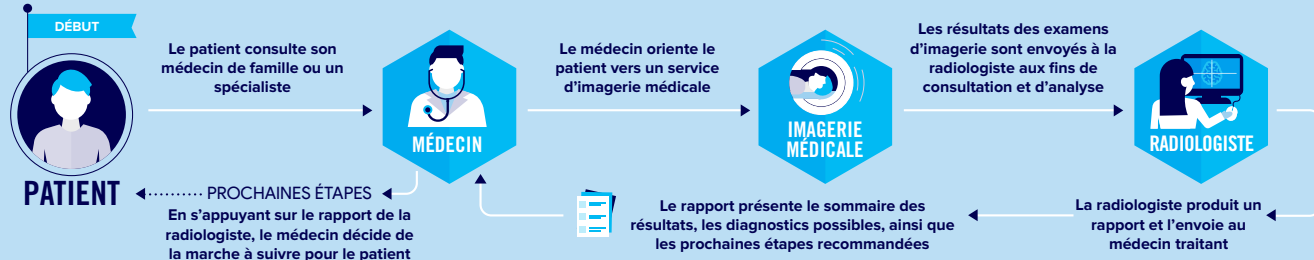 DÉBUT
Le patient consulte son
médecin de famille ou un
spécialiste
MÉDECIN
Le médecin oriente le
patient vers un service
d'imagerie médicale
IMAGERIE
MÉDICALE
Les résultats des examens
d'imagerie sont envoyés à la
radiologiste aux fins de
consultation et d'analyse
RADIOLOGISTE
La radiologiste produit un
rapport et l'envoie au
médecin traitant
Le rapport présente le sommaire des
résultats, les diagnostics possibles, ainsi que
les prochaines étapes recommandées
PROCHAINES ÉTAPES
En s'appuyant sur le rapport de la
radiologiste, le médecin décide de
la marche à suivre pour le patient
PATIENT